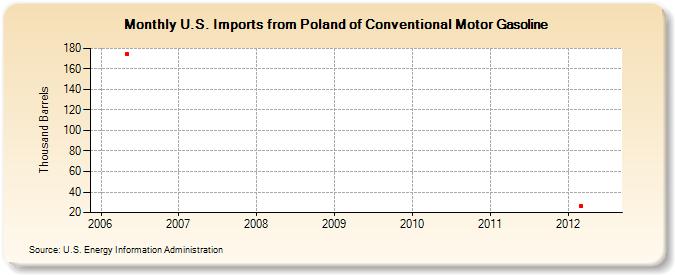 Monthly U.S. Imports from Poland of Conventional Motor Gasoline
Thousand Barrels
180
160
140
120
100
80
60
40
20
2006 2007 2008 2009 2010 2011 2012
Source: U.S. Energy Information Administration